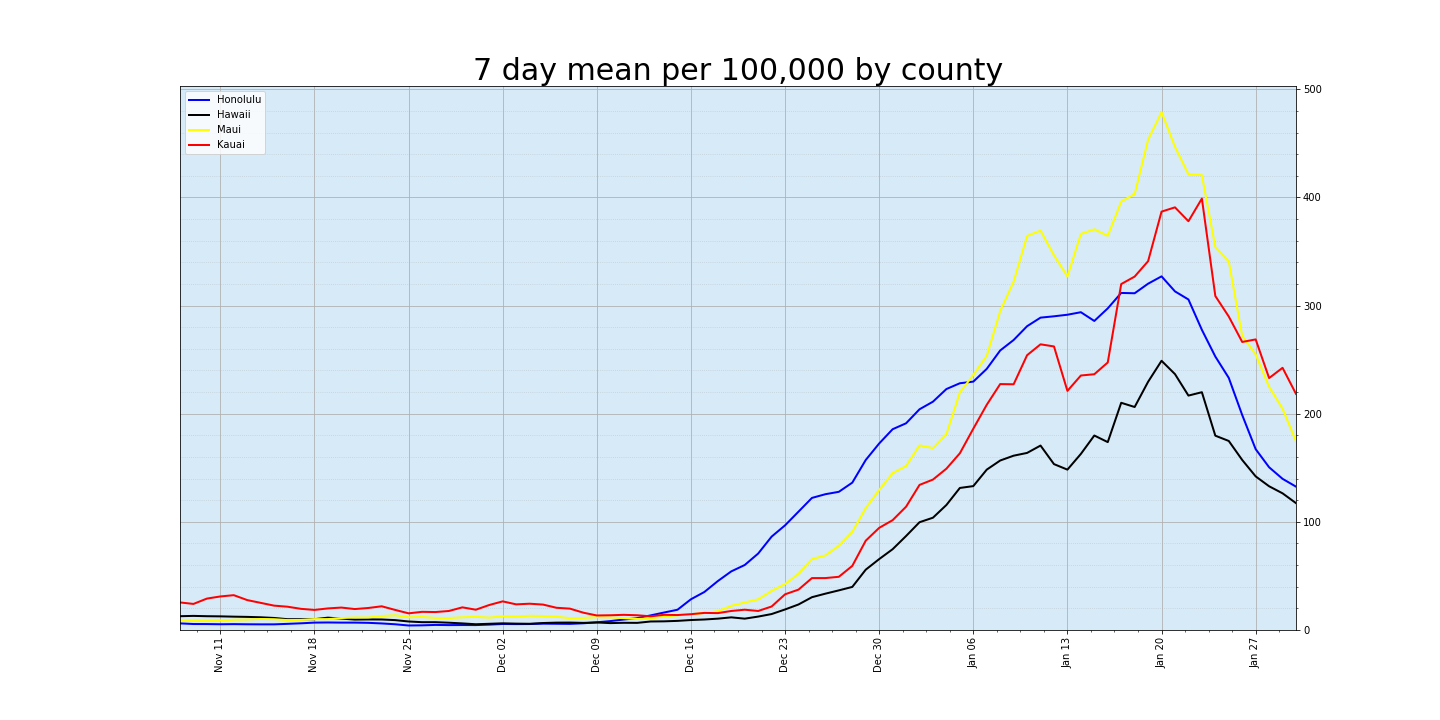 7 day mean per 100,000 by county
Honolulu
Hawaii
Maui
Kauai
500
400
300
200
100
0
Nov 11
Nov 18
Nov 25
Dec 02
Dec 09
Dec 16
Dec 23
Dec 30
Jan 06
Jan 13
Jan 20
Jan 27